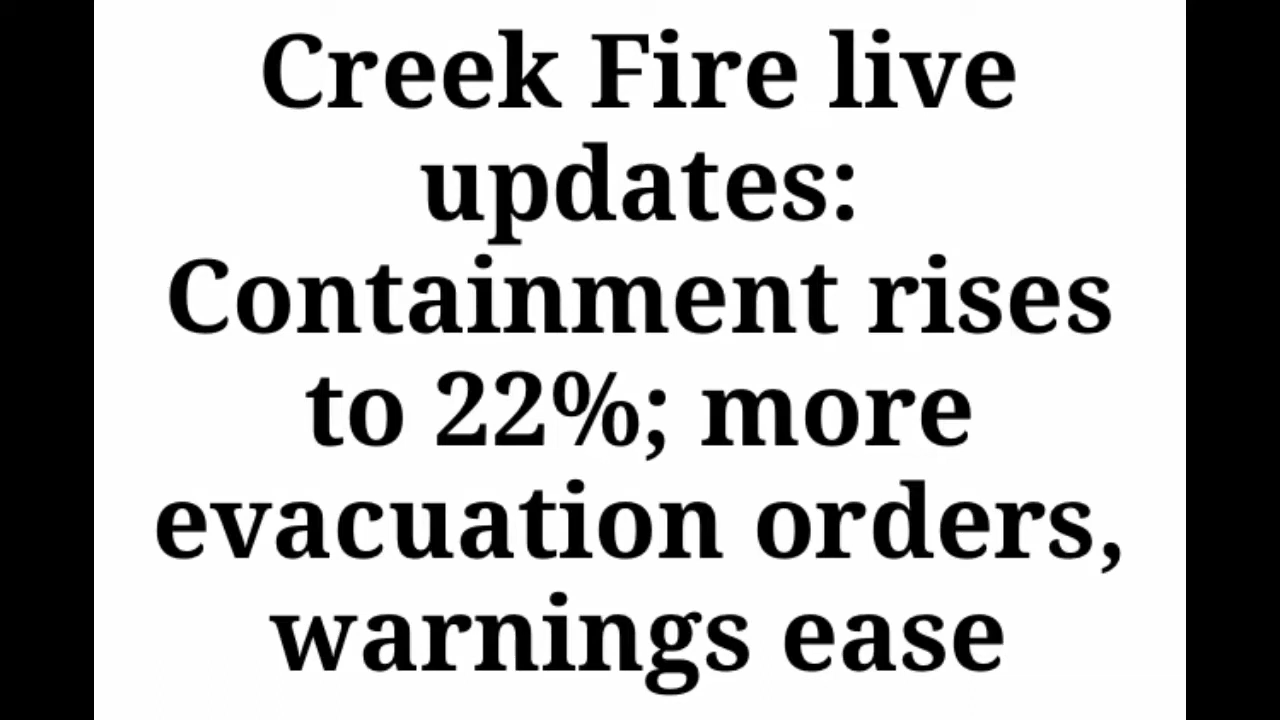 Creek Fire live
updates:
Containment rises
to 22%; more
evacuation orders,
warnings ease